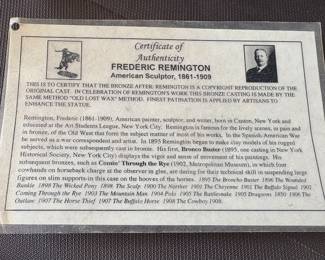 Certificate of
Authenticity
FREDERIC REMINGTON
American Sculptor, 1861-1909
THIS IS TO CERTIFY THAT THE BRONZE AFTER: REMINGTON IS A COPYRIGHT REPRODUCTION OF THE
ORIGINAL CAST. IN CELEBRATION OF REMINGTON'S WORK THIS BRONZE CASTING IS MADE BY THE
SAME METHOD "OLD LOST WAX" METHOD. FINEST PATINATION IS APPLIED BY ARTISANS TO
ENHANCE THE STATUE.
Remington, Frederic (1861-1909), American painter, sculptor, and writer, born in Canton, New York and
educated at the Art Students League, New York City. Remington is famous for the lively scenes, in paint and
in bronze, of the Old West that form the subject matter of most of his works. In the Spanish-American War
he served as a war correspondent and artist. In 1895 Remington began to make clay models of his rugged
subjects, which were subsequently cast in bronze. His first, Bronco Buster (1895, one casting in New York
Historical Society, New York City) displays the vigor and sense of movement of his paintings. His
subsequent bronzes, such as Comin' Through the Rye (1902, Metropolitan Museum), in which four
cowhands on horseback charge at the observer in glee, are daring for their technical skill in suspending large
figures on slim supports-in this case on the hooves of the horses. 1895 The Broncho Buster 1896 The Wounded
Bunkie 1898 The Wicked Pony 1898 The Scalp 1900 The Norther 1901 The Cheyenne 1901 The Buffalo Signal 1902
Coming Through the Rye 1903 The Mountain Man 1904 Polo 1905 The Rattlesnake 1905 Dragoons 1850 1906 The
Outlaw 1907 The Horse Thief 1907 The Buffalo Horse 1908 The Cowboy 1908.